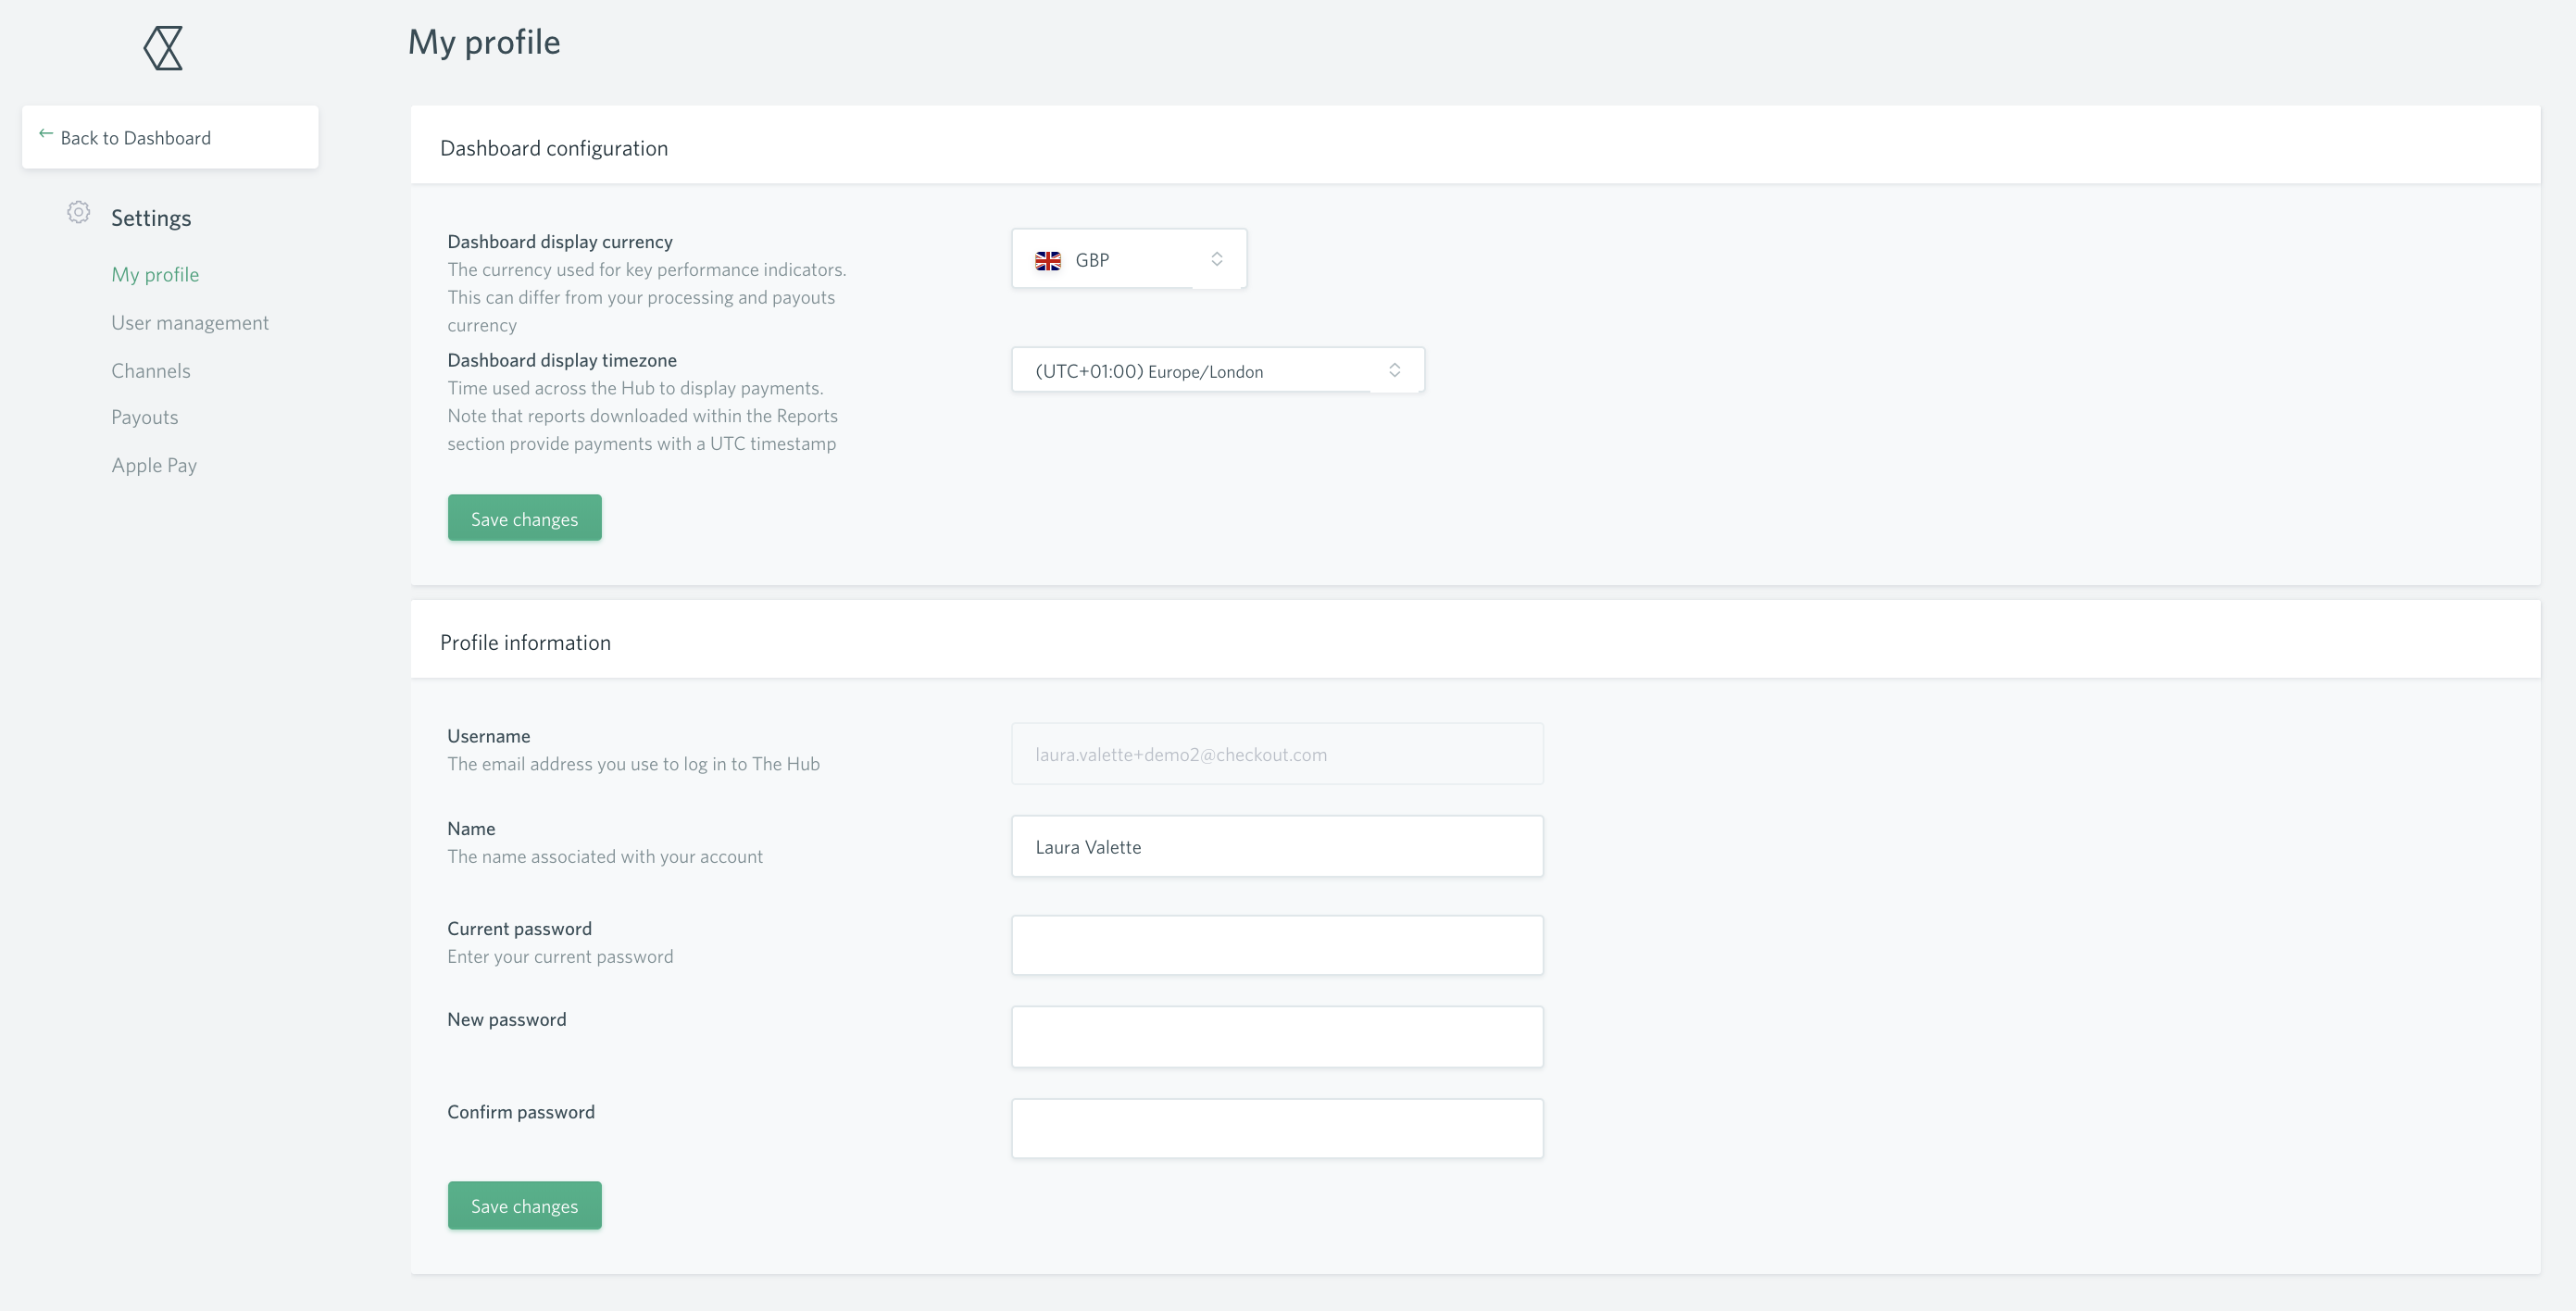 My profile
Back to Dashboard
Settings
My profile
User management
Channels
Payouts
Apple Pay
Dashboard configuration
Dashboard display currency
The currency used for key performance indicators.
This can differ from your processing and payouts
currency
GBP
Dashboard display timezone
Time used across the Hub to display payments.
Note that reports downloaded within the Reports
section provide payments with a UTC timestamp
(UTC+01:00) Europe/London
Save changes
Profile information
Username
The email address you use to log in to The Hub
laura.valette+demo2@checkout.com
Name
The name associated with your account
Laura Valette
Current password
Enter your current password
New password
Confirm password
Save changes